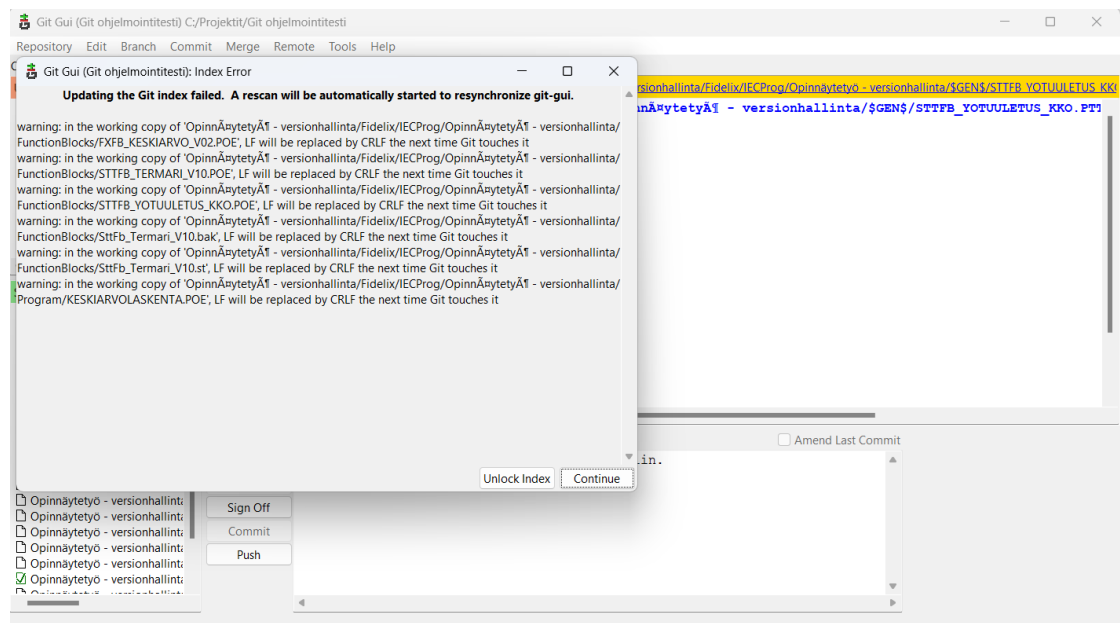 Git Gui (Git ohjelmointitesti) C:/Projektit/Git ohjelmointitesti
Repository Edit Branch Commit Merge Remote Tools Help
Git Gui (Git ohjelmointitesti): Index Error
Updating the Git index failed. A rescan will be automatically started to resynchronize git-gui.
warning: in the working copy of 'OpinnÃ¤ytetyÃ¶ - versionhallinta/Fidelix/IECProg/OpinnÃ¤ytetyÃ¶ - versionhallinta/
FunctionBlocks/FXFB_KESKIARVO_V02.POE', LF will be replaced by CRLF the next time Git touches it
warning: in the working copy of 'OpinnÃ¤ytetyÃ¶ - versionhallinta/Fidelix/IECProg/OpinnÃ¤ytetyÃ¶ - versionhallinta/
FunctionBlocks/STTFB_TERMARI_V10.POE', LF will be replaced by CRLF the next time Git touches it
warning: in the working copy of 'OpinnÃ¤ytetyÃ¶ - versionhallinta/Fidelix/IECProg/OpinnÃ¤ytetyÃ¶ - versionhallinta/
FunctionBlocks/STTFB_YOTUULETUS_KKO.POE', LF will be replaced by CRLF the next time Git touches it
warning: in the working copy of 'OpinnÃ¤ytetyÃ¶ - versionhallinta/Fidelix/IECProg/OpinnÃ¤ytetyÃ¶ - versionhallinta/
FunctionBlocks/SttFb_Termari_V10.bak', LF will be replaced by CRLF the next time Git touches it
warning: in the working copy of 'OpinnÃ¤ytetyÃ¶ - versionhallinta/Fidelix/IECProg/OpinnÃ¤ytetyÃ¶ - versionhallinta/
FunctionBlocks/SttFb_Termari_V10.st', LF will be replaced by CRLF the next time Git touches it
warning: in the working copy of 'OpinnÃ¤ytetyÃ¶ - versionhallinta/Fidelix/IECProg/OpinnÃ¤ytetyÃ¶ - versionhallinta/
Program/KESKIARVOLASKENTA.POE', LF will be replaced by CRLF the next time Git touches it
Unlock Index Continue
rsionhallinta/Fidelix/IECProg/Opinnäytetyö - versionhallinta/$GEN$/STTFB_YOTUULETUS_KK
nÃ¤ytetyÃ¶ - versionhallinta/$GEN$/STTFB_YOTUULETUS_KKO.PTT
Amend Last Commit
in.
Opinnäytetyö - versionhallinta
Opinnäytetyö - versionhallinta
Opinnäytetyö - versionhallinta
Opinnäytetyö - versionhallinta
Opinnäytetyö - versionhallinta
Opinnäytetyö - versionhallinta
Sign Off
Commit
Push